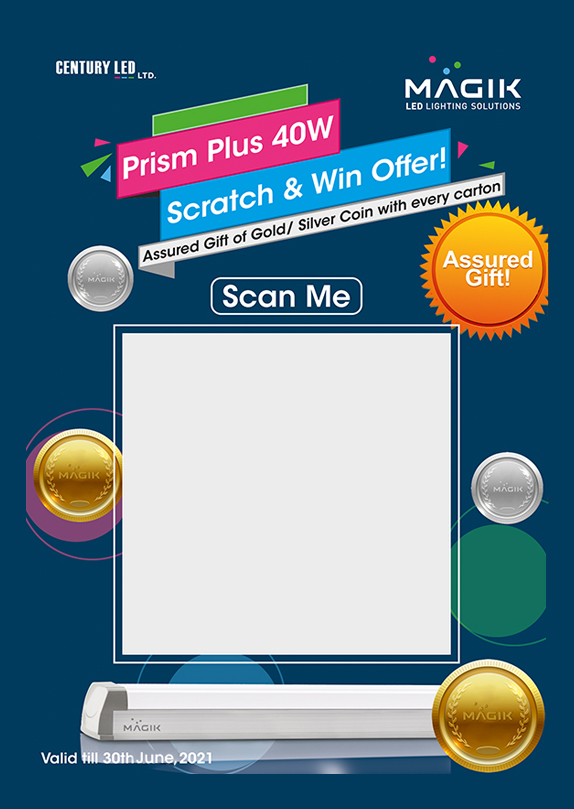 CENTURY LED
LTD.
MAGIK
LED LIGHTING SOLUTIONS
Prism Plus 40W
Scratch & Win Offer!
Assured Gift of Gold/ Silver Coin with every carton
Assured
Gift!
MAGIK
Scan Me
MAGIK
MAGIK
MAGIK
MAGIK
Valid till 30th June, 2021